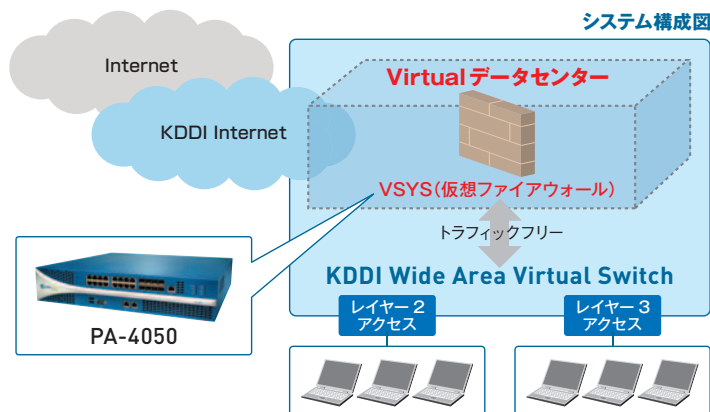 システム構成図
Internet
KDDI Internet
Virtualデータセンター
VSYS(仮想ファイアウォール)
トラフィックフリー
KDDI Wide Area Virtual Switch
PA-4050
レイヤー2
アクセス
レイヤー3
アクセス